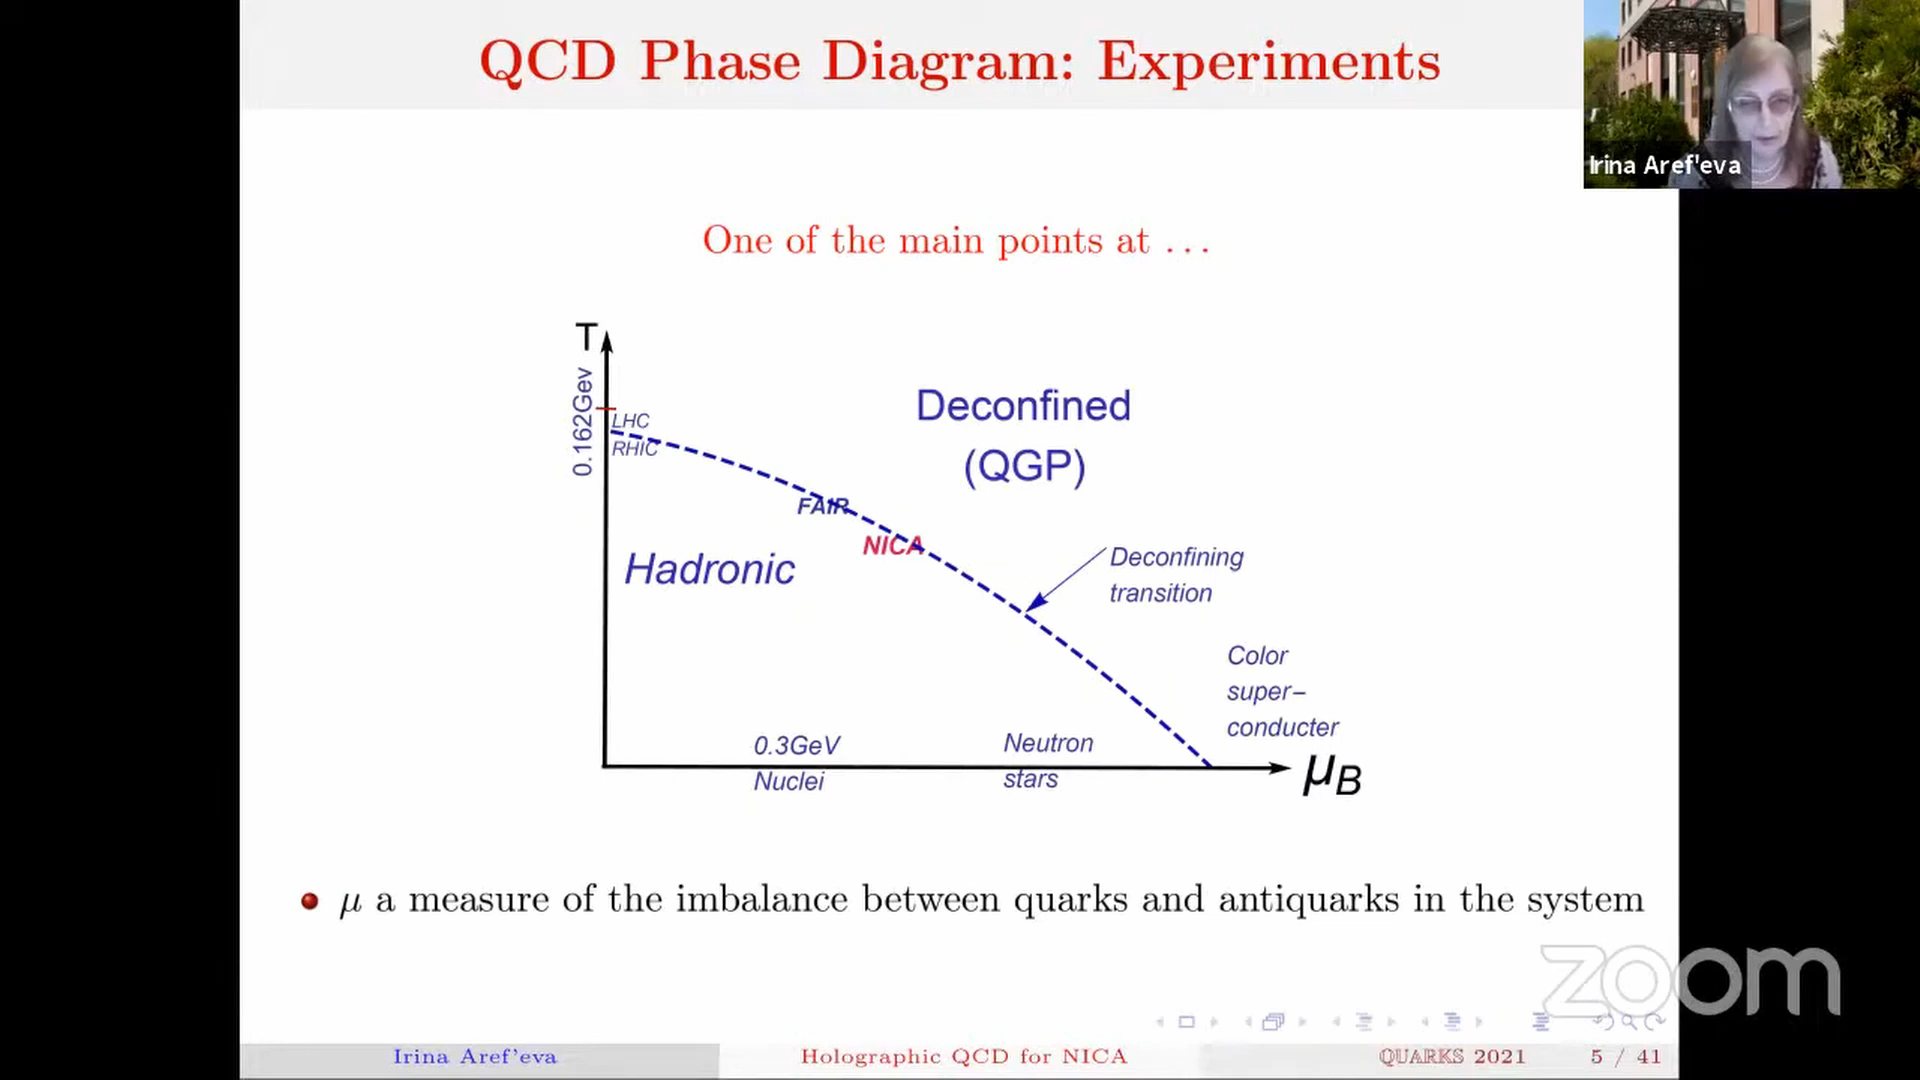 QCD Phase Diagram: Experiments
Irina Aref'eva
One of the main points at ...
T
0.162Gev
LHC
RHIC
Deconfined
(QGP)
FAIR
NICA
Hadronic
Deconfining
transition
Color
super–
conducter
0.3GeV
Nuclei
Neutron
stars
μB
μ a measure of the imbalance between quarks and antiquarks in the system
zoom
Irina Aref'eva
Holographic QCD for NICA
QUARKS 2021
5 / 41